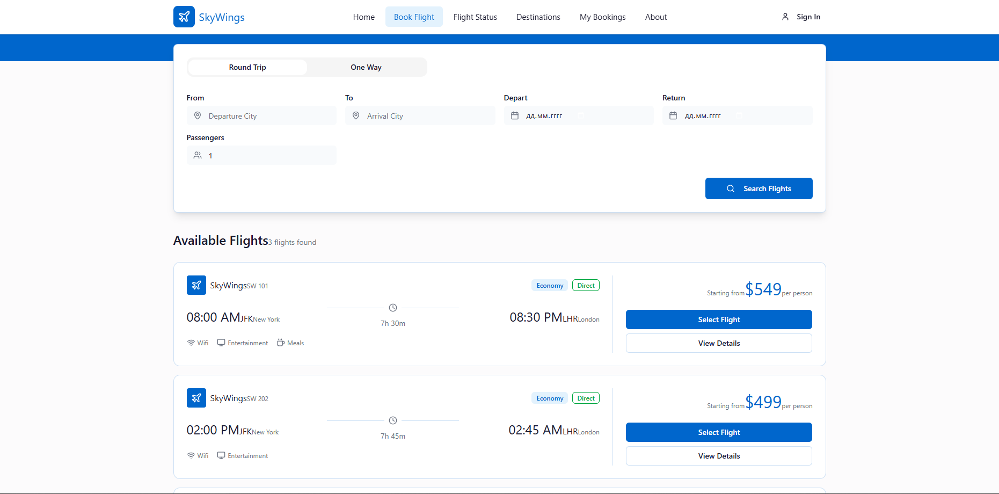 SkyWings
Home Book Flight Flight Status Destinations My Bookings About
Sign In
Round Trip One Way
From To Depart Return
Departure City Arrival City дд.мм.гггг дд.мм.гггг
Passengers
1
Search Flights
Available Flights3 flights found
SkyWingsSW 101 Economy Direct
Starting from$549per person
08:00 AMJFKNew York 7h 30m 08:30 PMLHRLondon
Select Flight
Wifi Entertainment Meals
View Details
SkyWingsSW 202 Economy Direct
Starting from$499per person
02:00 PMJFKNew York 7h 45m 02:45 AMLHRLondon
Select Flight
Wifi Entertainment
View Details